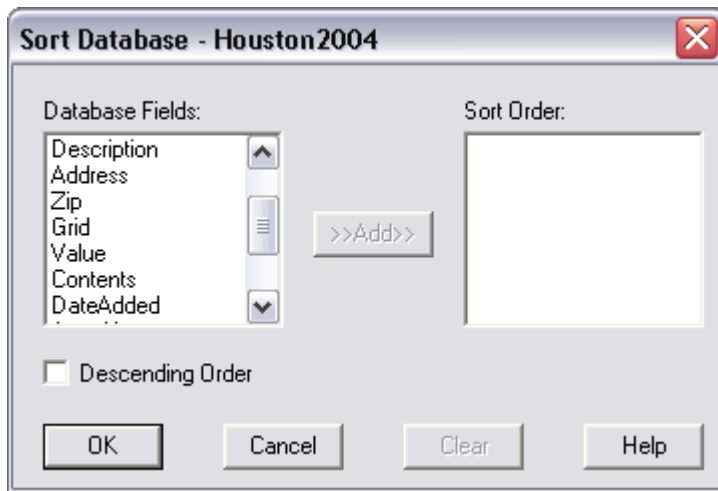 Sort Database - Houston2004
Database Fields:
Sort Order:
Description
Address
Zip
Grid
Value
Contents
DateAdded
>>Add>>
Descending Order
OK
Cancel
Clear
Help